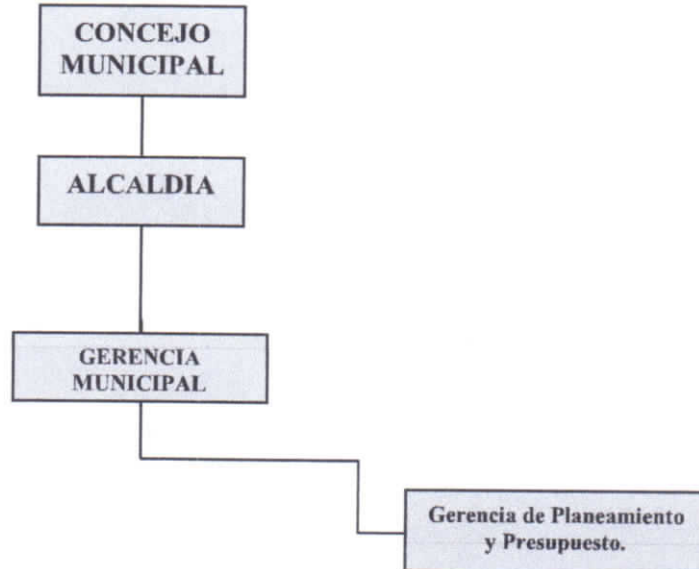 CONCEJO
MUNICIPAL
ALCALDIA
GERENCIA
MUNICIPAL
Gerencia de Planeamiento
y Presupuesto.